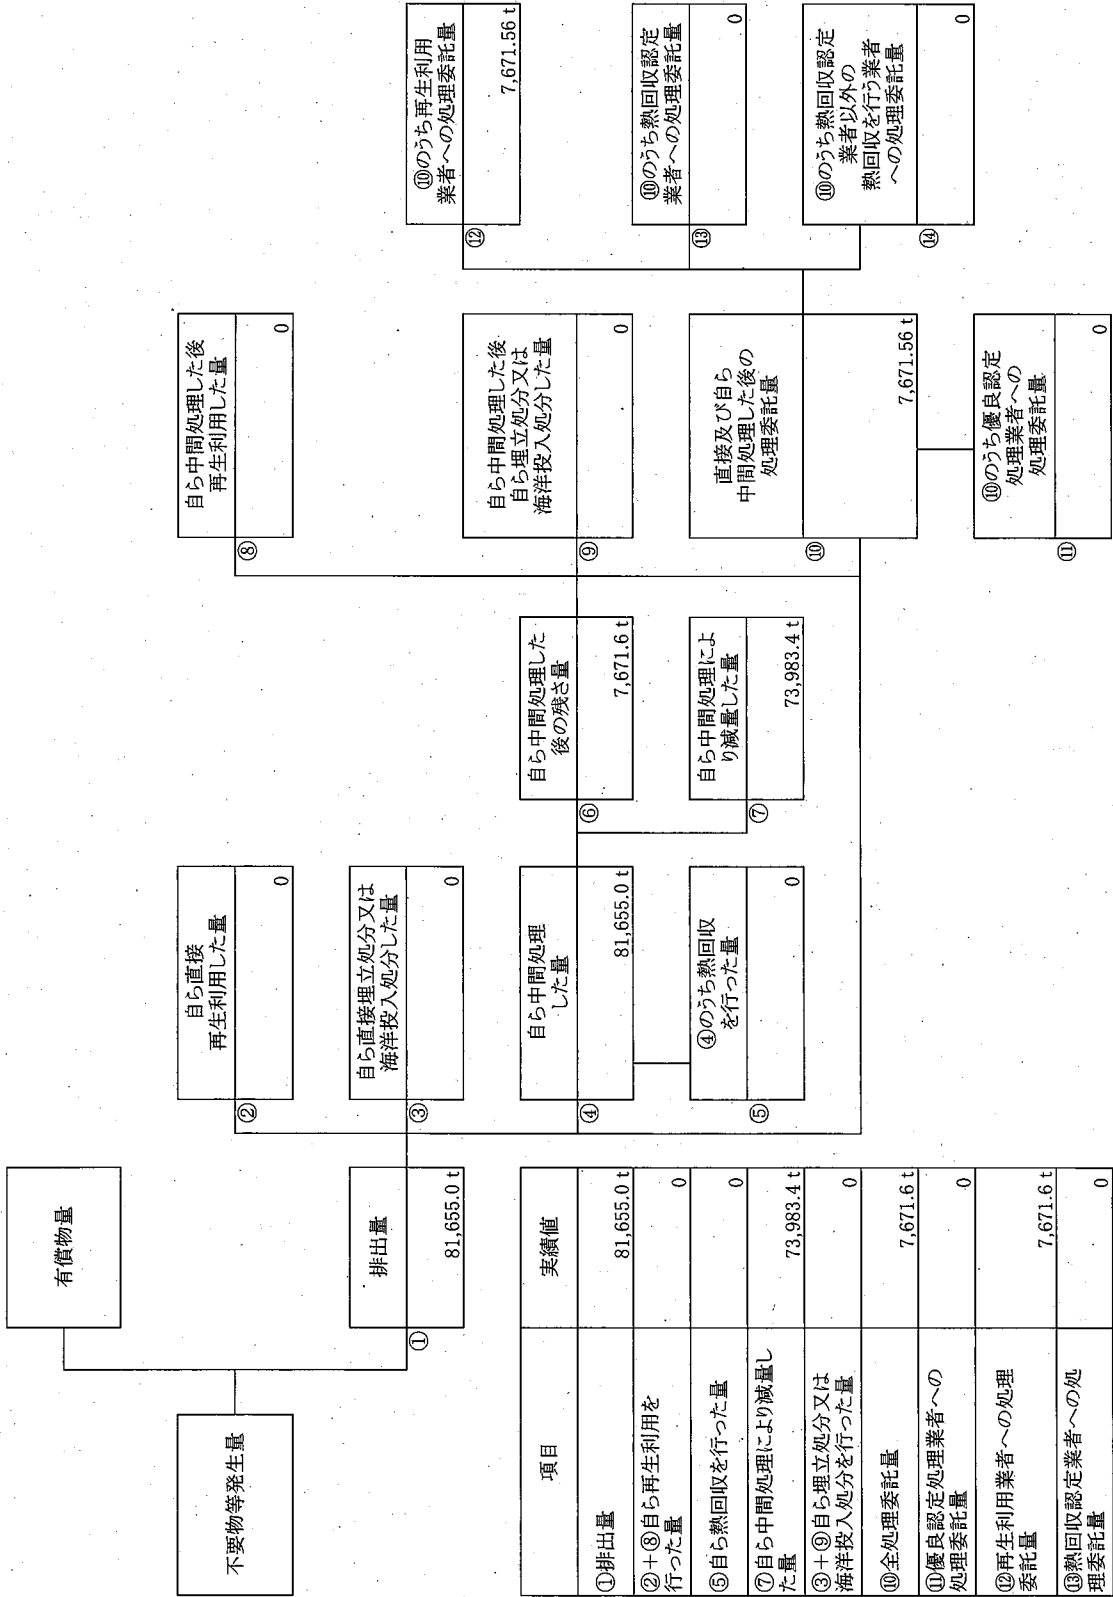 不要物等発生量
有償物量
排出量
①
81,655.0 t
自ら直接
再生利用した量
②
0
自ら直接埋立処分又は
海洋投入処分した量
③
0
自ら中間処理
した量
④
81,655.0 t
④のうち熱回収
を行った量
⑤
0
自ら中間処理した
後の残さ量
⑥
7,671.6 t
自ら中間処理によ
り減量した量
⑦
73,983.4 t
自ら中間処理した後
再生利用した量
⑧
0
自ら中間処理した後
自ら埋立処分又は
海洋投入処分した量
⑨
0
直接及び自ら
中間処理した後の
処理委託量
⑩
7,671.56 t
⑩のうち優良認定
処理業者への
処理委託量
⑪
0
⑩のうち再生利用
業者への処理委託量
⑫
7,671.56 t
⑩のうち熱回収認定
業者への処理委託量
⑬
0
⑩のうち熱回収認定
業者以外の
熱回収を行う業者
への処理委託量
⑭
0
項目 実績値
①排出量 81,655.0 t
②+⑧自ら再生利用を
行った量 0
⑤自ら熱回収を行った量 0
⑦自ら中間処理により減量し
た量 73,983.4 t
③+⑨自ら埋立処分又は
海洋投入処分を行った量 0
⑩全処理委託量 7,671.6 t
⑪優良認定処理業者への
処理委託量 0
⑫再生利用業者への処理
委託量 7,671.6 t
⑬熱回収認定業者への処
理委託量 0